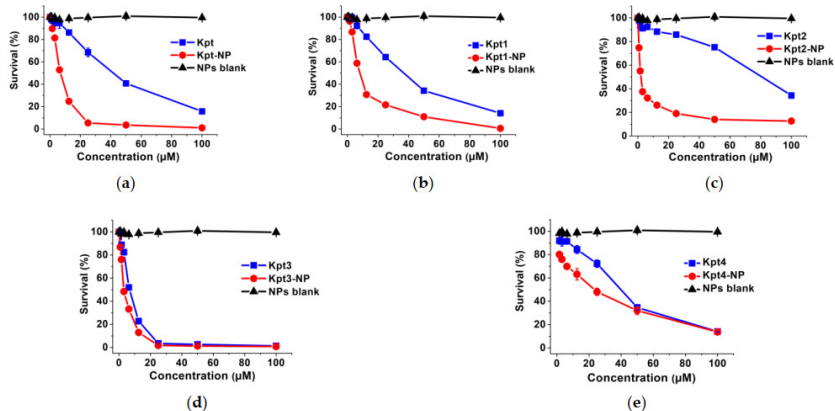 Survival (%)
100
80
60
40
20
0
Kpt
Kpt-NP
NPs blank
0 20 40 60 80 100
Concentration (µM)
(a)
Survival (%)
100
80
60
40
20
0
Kpt1
Kpt1-NP
NPs blank
0 20 40 60 80 100
Concentration (µM)
(b)
Survival (%)
100
80
60
40
20
0
Kpt2
Kpt2-NP
NPs blank
0 20 40 60 80 100
Concentration (µM)
(c)
Survival (%)
100
80
60
40
20
0
Kpt3
Kpt3-NP
NPs blank
0 20 40 60 80 100
Concentration (µM)
(d)
Survival (%)
100
80
60
40
20
0
Kpt4
Kpt4-NP
NPs blank
0 20 40 60 80 100
Concentration (µM)
(e)